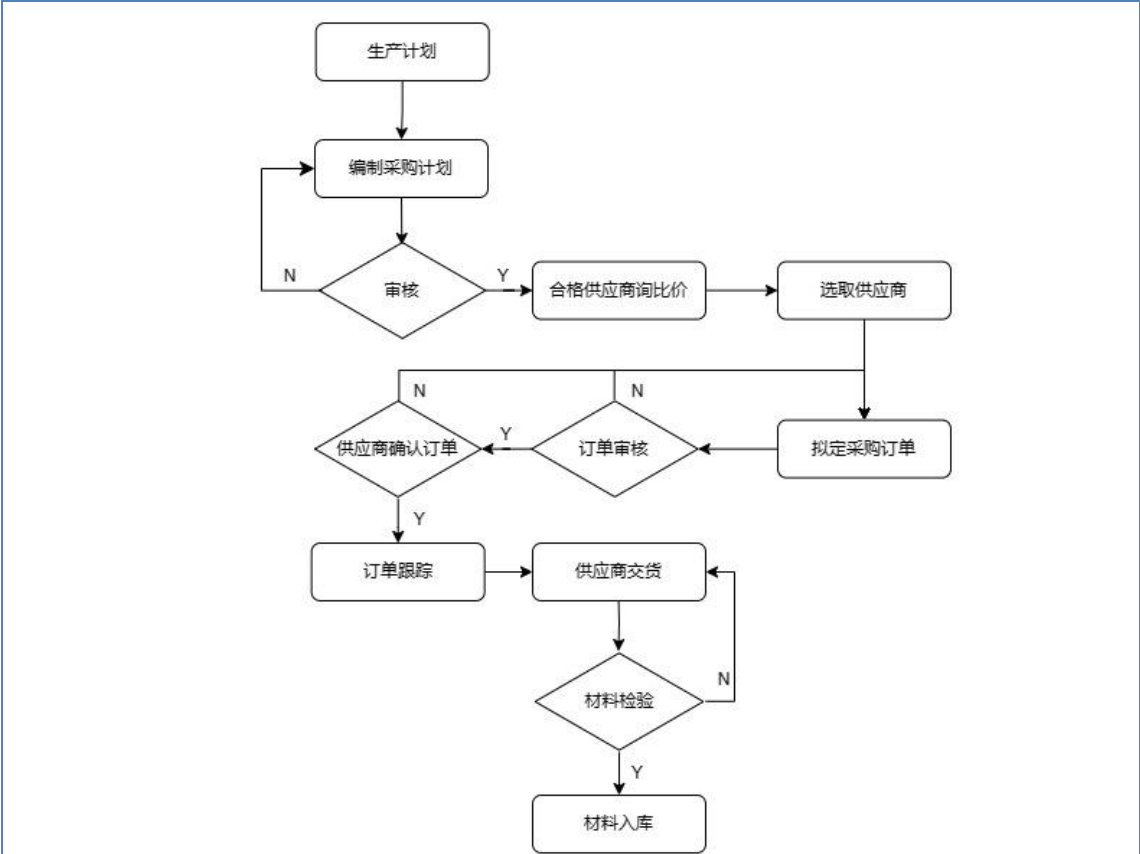 生产计划
编制采购计划
审核
N
Y
合格供应商询比价
选取供应商
拟定采购订单
订单审核
N
Y
供应商确认订单
N
Y
订单跟踪
供应商交货
材料检验
N
Y
材料入库